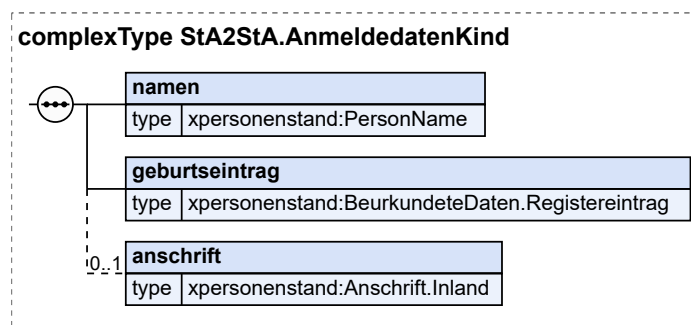 complexType StA2StA.AnmeldedatenKind
namen
type xpersonenstand:PersonName
geburtseintrag
type xpersonenstand:BeurkundeteDaten.Registereintrag
0..1 anschrift
type xpersonenstand:Anschrift.Inland